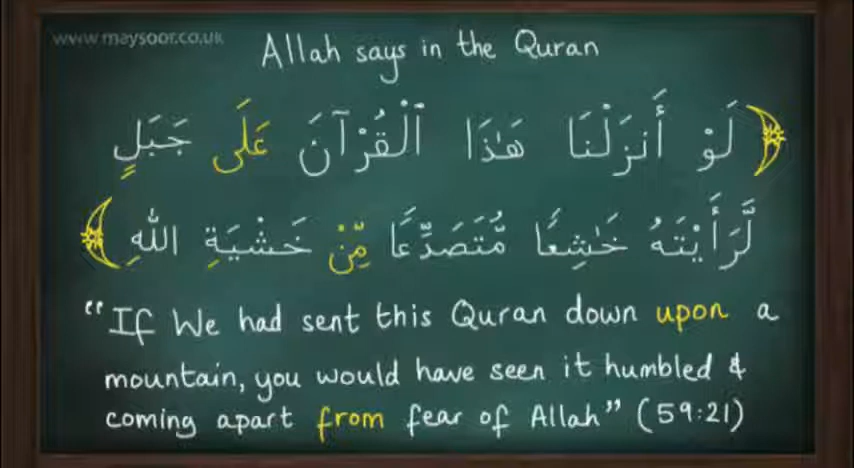 www.maysoor.co.uk
Allah says in the Quran
﴿ لَوْ أَنزَلْنَا هَٰذَا ٱلْقُرْآنَ عَلَى جَبَلٍ
لَّرَأَيْتَهُ خَٰشِعًا مُّتَصَدِّعًا مِّنْ خَشْيَةِ اللهِ ﴾
"If We had sent this Quran down upon a
mountain, you would have seen it humbled &
coming apart from fear of Allah" (59:21)